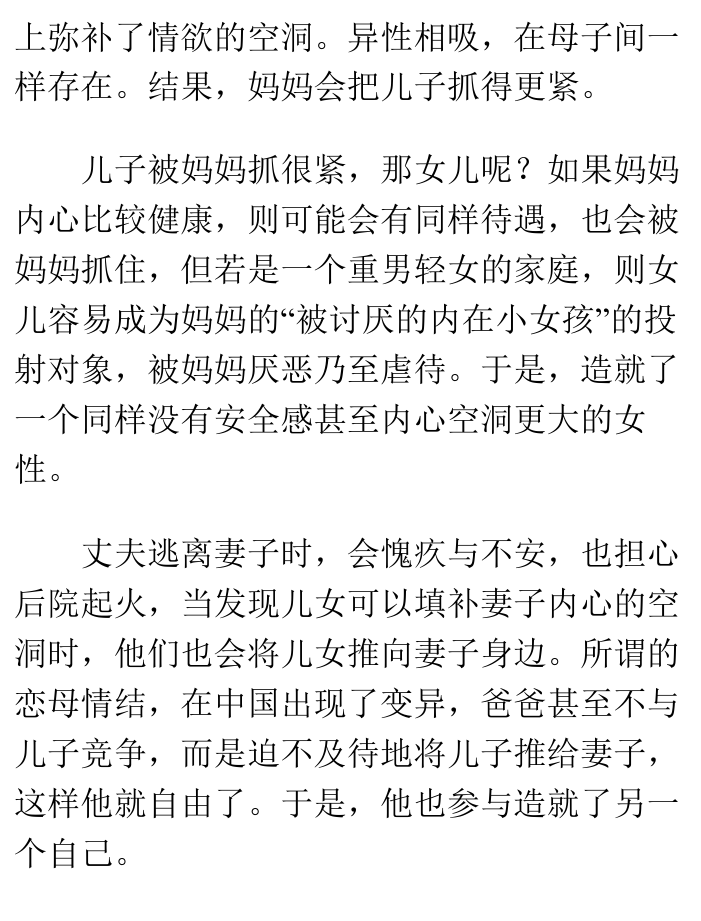 上弥补了情欲的空洞。异性相吸，在母子间一
样存在。结果，妈妈会把儿子抓得更紧。
儿子被妈妈抓很紧，那女儿呢？如果妈妈
内心比较健康，则可能会有同样待遇，也会被
妈妈抓住，但若是一个重男轻女的家庭，则女
儿容易成为妈妈的“被讨厌的内在小女孩”的投
射对象，被妈妈厌恶乃至虐待。于是，造就了
一个同样没有安全感甚至内心空洞更大的女
性。
丈夫逃离妻子时，会愧疚与不安，也担心
后院起火，当发现儿女可以填补妻子内心的空
洞时，他们也会将儿女推向妻子身边。所谓的
恋母情结，在中国出现了变异，爸爸甚至不与
儿子竞争，而是迫不及待地将儿子推给妻子，
这样他就自由了。于是，他也参与造就了另一
个自己。